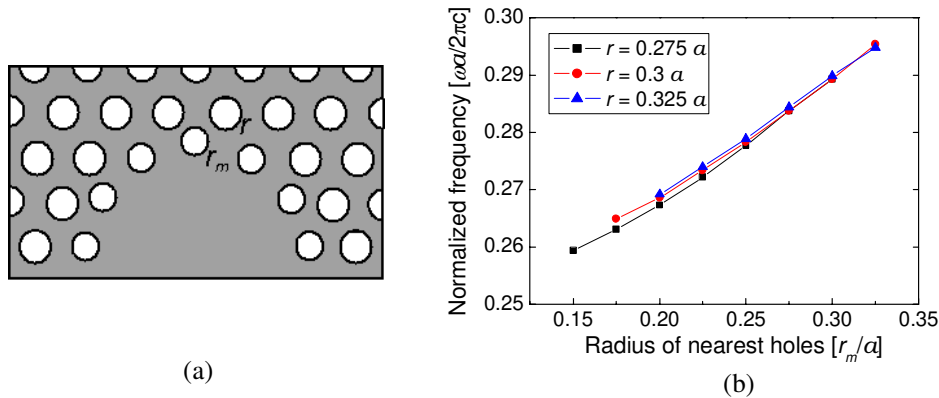 r
r_m
(a)
Normalized frequency [ωa/2πc]
0.30
0.29
0.28
0.27
0.26
0.25
r = 0.275 a
r = 0.3 a
r = 0.325 a
0.15 0.20 0.25 0.30 0.35
Radius of nearest holes [r_m/a]
(b)